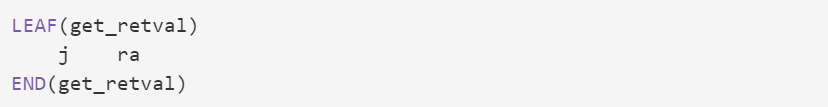 LEAF(get_retval)
    j    ra
END(get_retval)